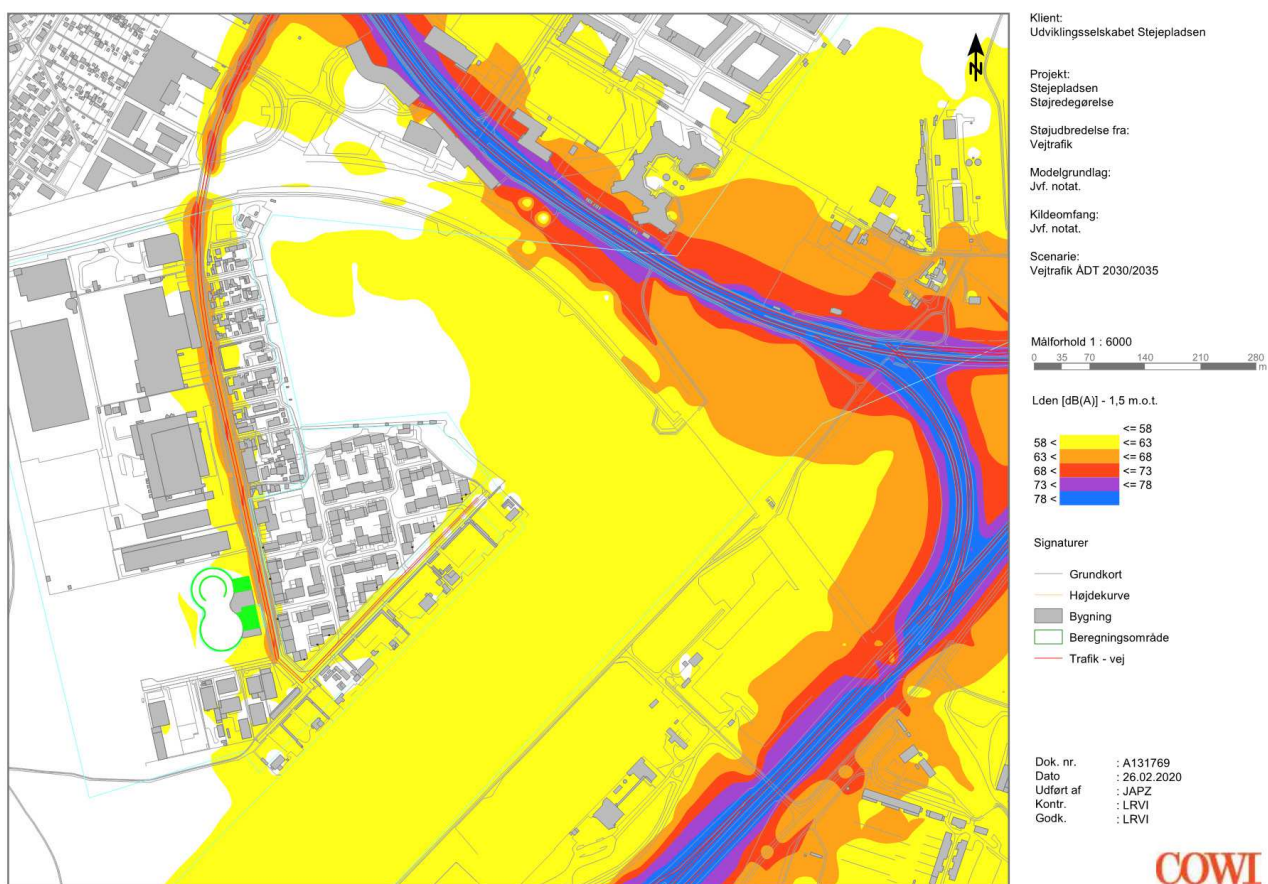 Klient:
Udviklingsselskabet Stejlepladsen
Projekt:
Stejepladsen
Støjredegørelse
Støjudbredelse fra:
Vejtrafik
Modelgrundlag:
Jvf. notat.
Kildeomfang:
Jvf. notat.
Scenarie:
Vejtrafik ÅDT 2030/2035
N
Målforhold 1 : 6000
0 35 70 140 210 280
m
Lden [dB(A)] - 1,5 m.o.t.
<= 58
58 < <= 63
63 < <= 68
68 < <= 73
73 < <= 78
78 <
Signaturer
Grundkort
Højdekurve
Bygning
Beregningsområde
Trafik - vej
Dok. nr. : A131769
Dato : 26.02.2020
Udført af : JAPZ
Kontr. : LRVI
Godk. : LRVI
COWI